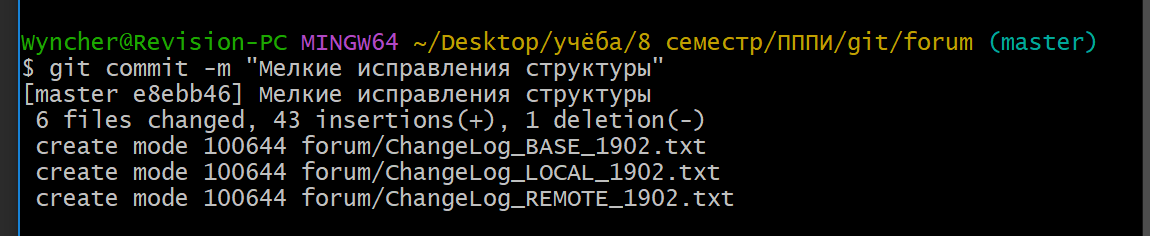 Wyncher@Revision-PC MINGW64 ~/Desktop/учёба/8 семестр/ПППИ/git/forum (master)
$ git commit -m "Мелкие исправления структуры"
[master e8ebb46] Мелкие исправления структуры
 6 files changed, 43 insertions(+), 1 deletion(-)
 create mode 100644 forum/ChangeLog_BASE_1902.txt
 create mode 100644 forum/ChangeLog_LOCAL_1902.txt
 create mode 100644 forum/ChangeLog_REMOTE_1902.txt